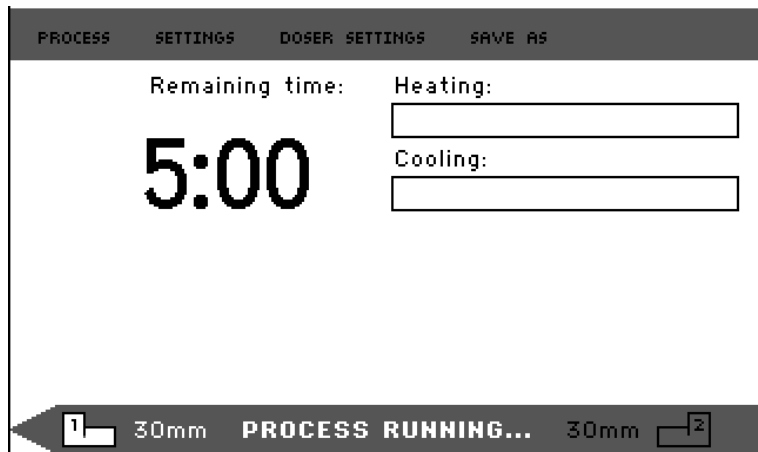 PROCESS SETTINGS DOSER SETTINGS SAVE AS
Remaining time: Heating:
5:00
Cooling:
1 30mm PROCESS RUNNING... 30mm 2